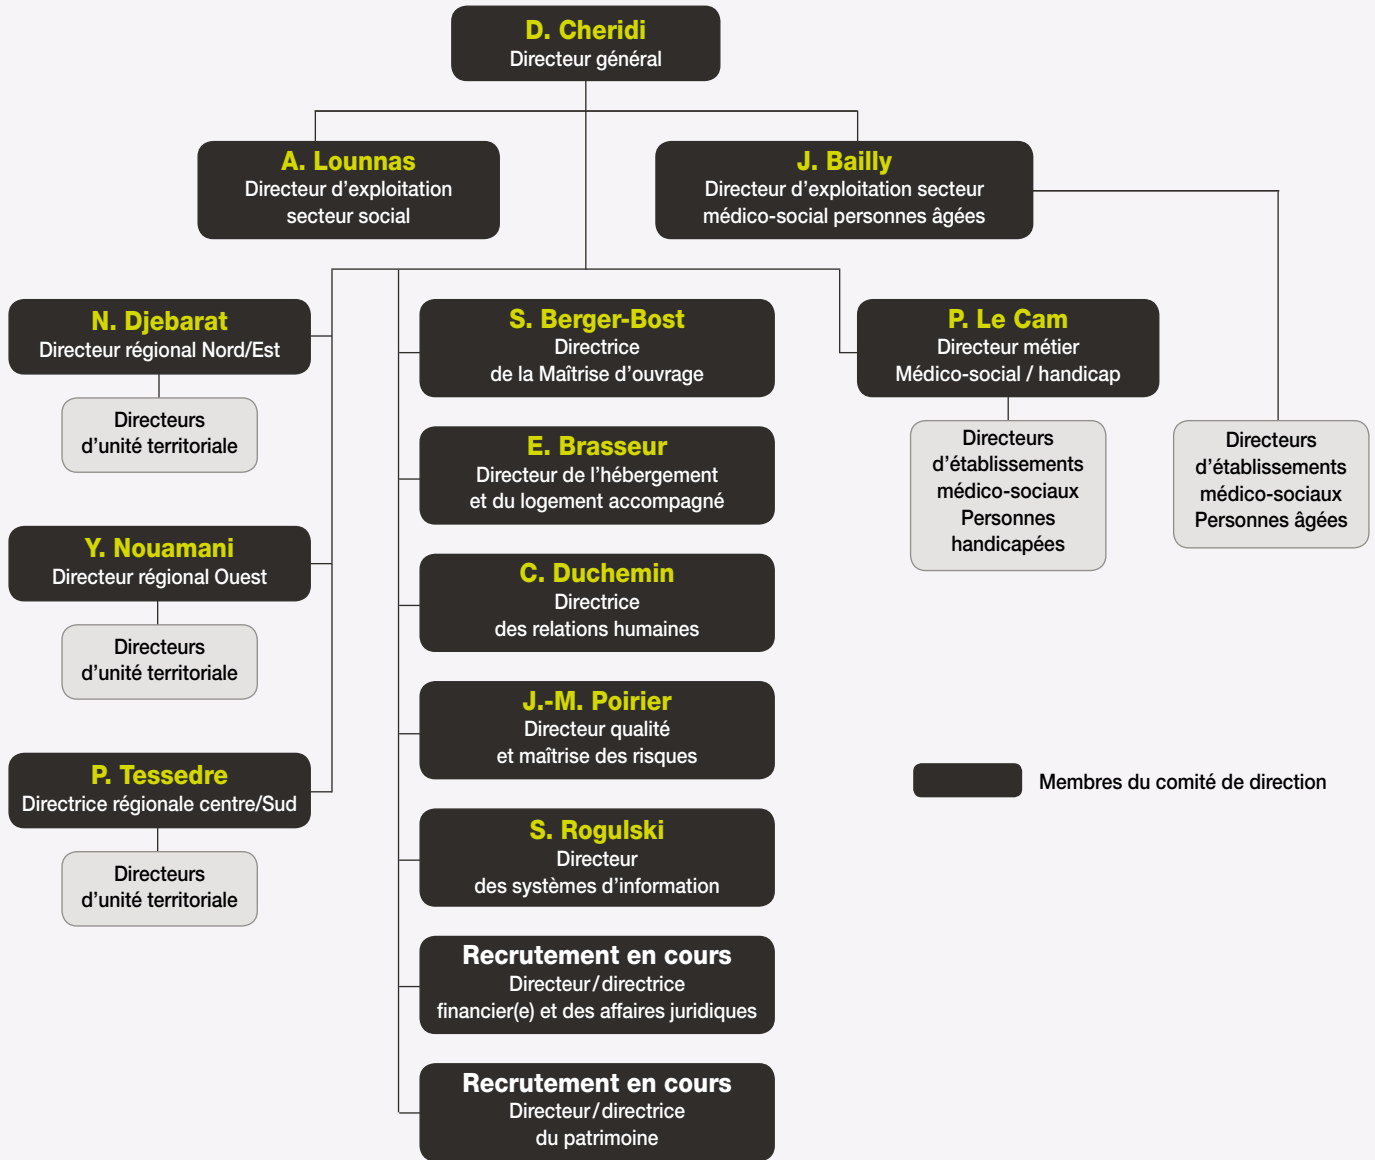 D. Cheridi
Directeur général
A. Lounnas
Directeur d’exploitation
secteur social
J. Bailly
Directeur d’exploitation secteur
médico-social personnes âgées
N. Djebarat
Directeur régional Nord/Est
Directeurs
d’unité territoriale
Y. Nouamani
Directeur régional Ouest
Directeurs
d’unité territoriale
P. Tessedre
Directrice régionale centre/Sud
Directeurs
d’unité territoriale
S. Berger-Bost
Directrice
de la Maîtrise d’ouvrage
E. Brasseur
Directeur de l’hébergement
et du logement accompagné
C. Duchemin
Directrice
des relations humaines
J.-M. Poirier
Directeur qualité
et maîtrise des risques
S. Rogulski
Directeur
des systèmes d’information
Recrutement en cours
Directeur/directrice
financier(e) et des affaires juridiques
Recrutement en cours
Directeur/directrice
du patrimoine
P. Le Cam
Directeur métier
Médico-social / handicap
Directeurs
d’établissements
médico-sociaux
Personnes
handicapées
Directeurs
d’établissements
médico-sociaux
Personnes âgées
Membres du comité de direction